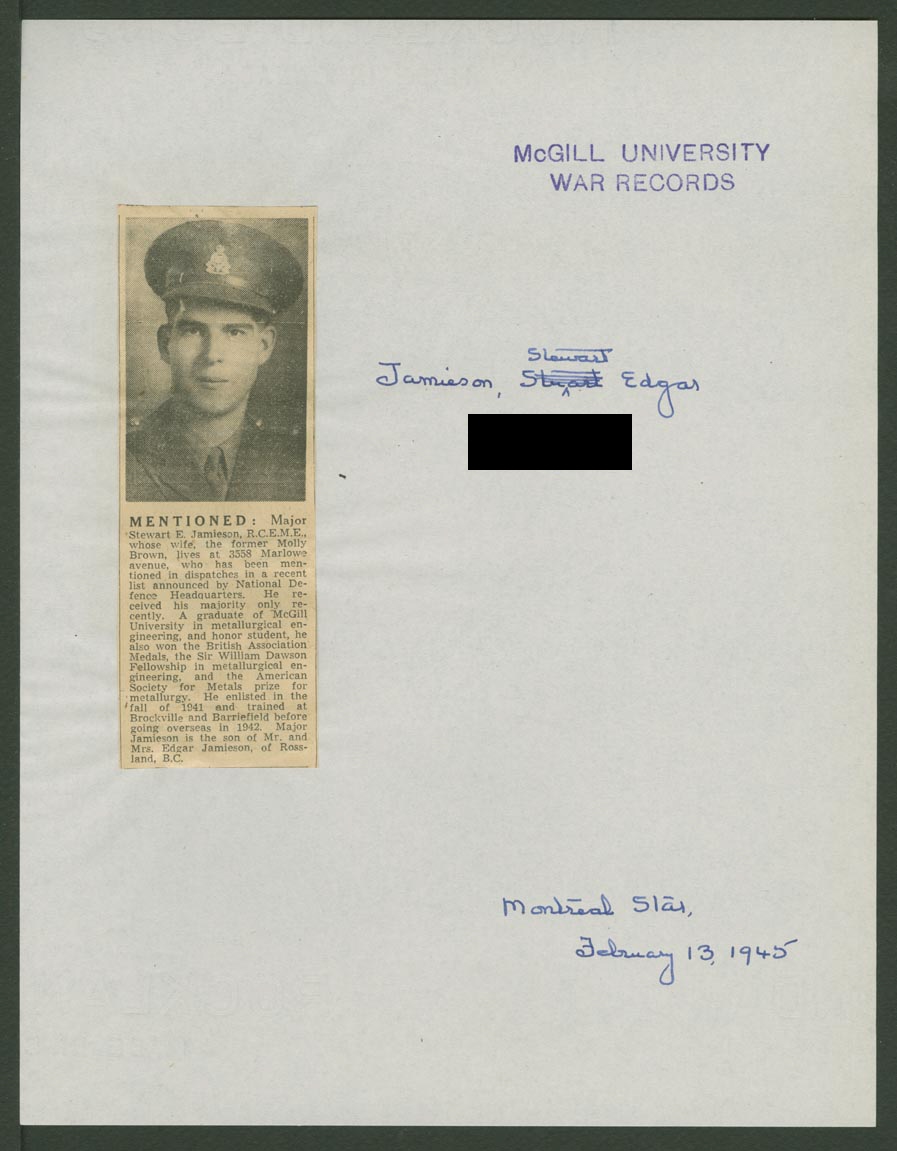 McGILL UNIVERSITY
WAR RECORDS
Stewart
Jamieson, Stuart Edgar
MENTIONED: Major
Stewart E. Jamieson, R.C.E.M.E.,
whose wife, the former Molly
Brown, lives at 3558 Marlowe
avenue, who has been men-
tioned in dispatches in a recent
list announced by National De-
fence Headquarters. He re-
ceived his majority only re-
cently. A graduate of McGill
University in metallurgical en-
gineering, and honor student, he
also won the British Association
Medals, the Sir William Dawson
Fellowship in metallurgical en-
gineering, and the American
Society for Metals prize for
metallurgy. He enlisted in the
fall of 1941 and trained at
Brockville and Barriefield before
going overseas in 1942. Major
Jamieson is the son of Mr. and
Mrs. Edgar Jamieson, of Ross-
land, B.C.
Montreal Star,
February 13, 1945